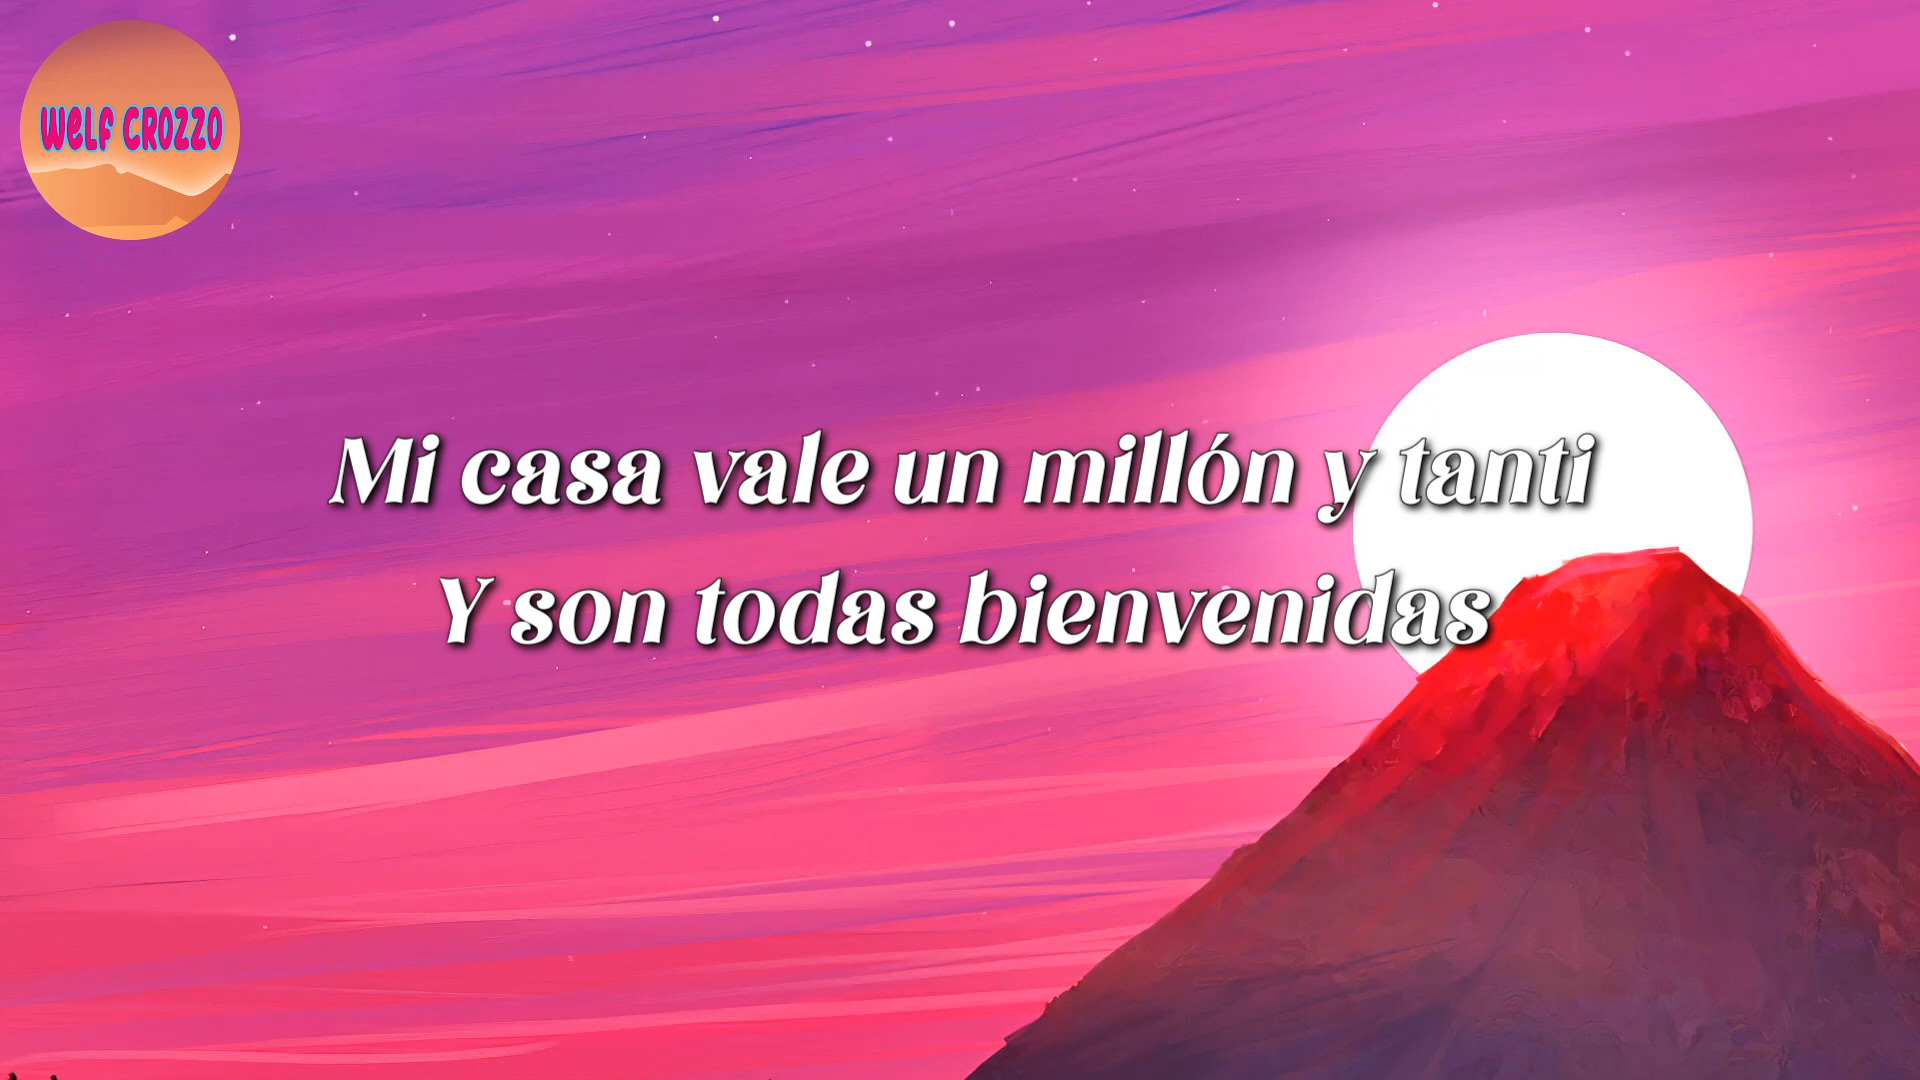 WELF CROZZO
Mi casa vale un millón y tanti
Y son todas bienvenidas